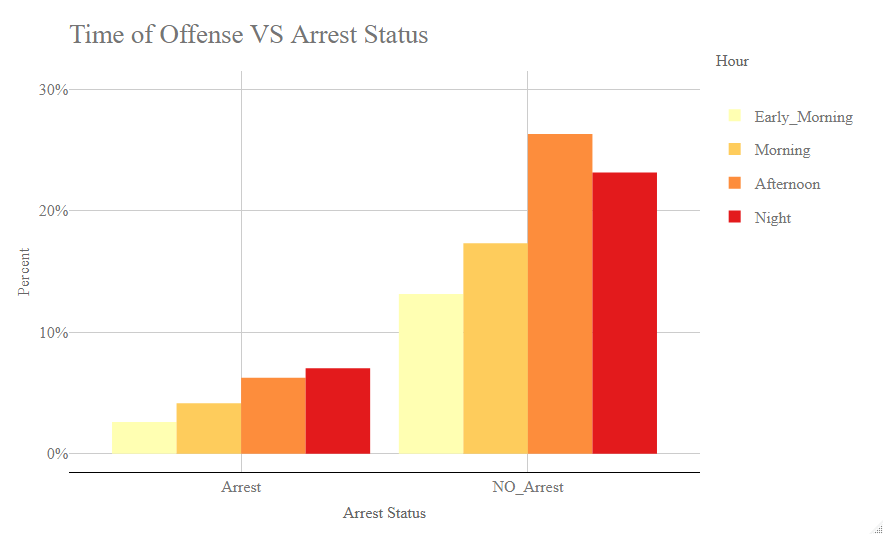 Time of Offense VS Arrest Status
Hour
Early_Morning
Morning
Afternoon
Night
30%
20%
10%
0%
Percent
Arrest
NO_Arrest
Arrest Status